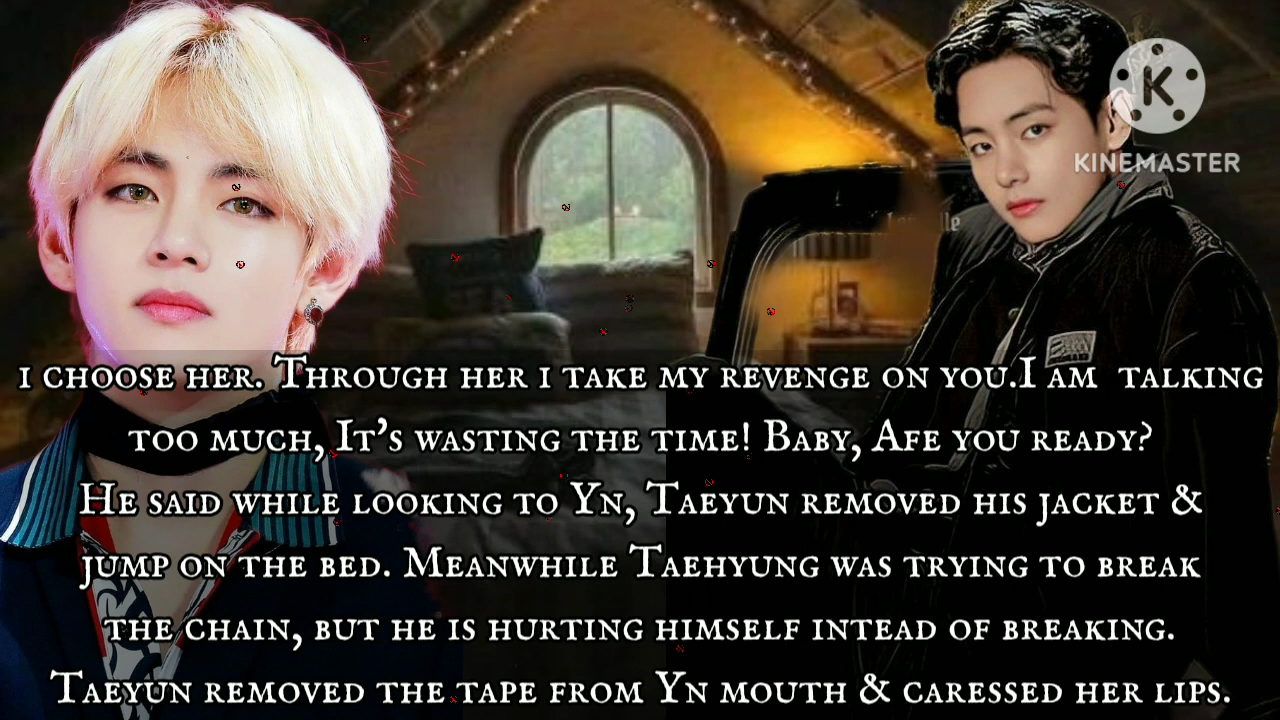 KINEMASTER
I CHOOSE HER. THROUGH HER I TAKE MY REVENGE ON YOU.I AM TALKING
TOO MUCH, IT'S WASTING THE TIME! BABY, AFE YOU READY?
HE SAID WHILE LOOKING TO YN, TAEYUN REMOVED HIS JACKET &
JUMP ON THE BED. MEANWHILE TAEHYUNG WAS TRYING TO BREAK
THE CHAIN, BUT HE IS HURTING HIMSELF INTEAD OF BREAKING.
TAEYUN REMOVED THE TAPE FROM YN MOUTH & CARESSED HER LIPS.